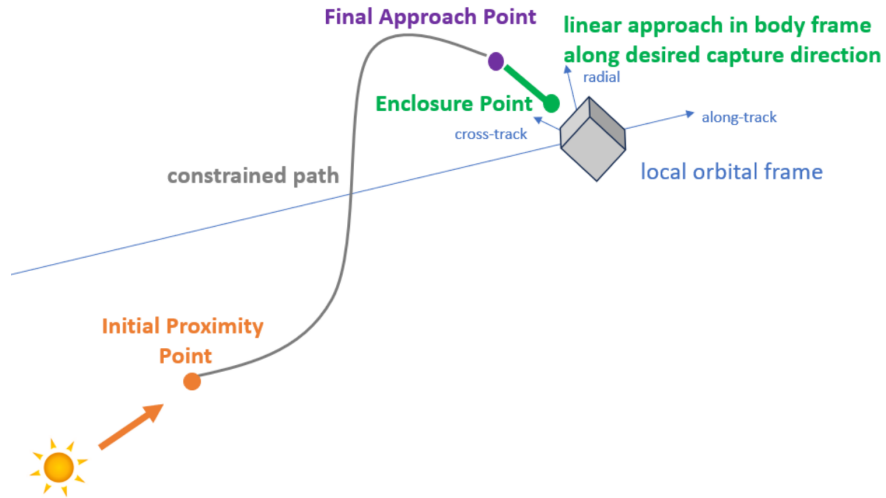 Final Approach Point
linear approach in body frame
along desired capture direction
radial
Enclosure Point
cross-track
along-track
constrained path
local orbital frame
Initial Proximity
Point